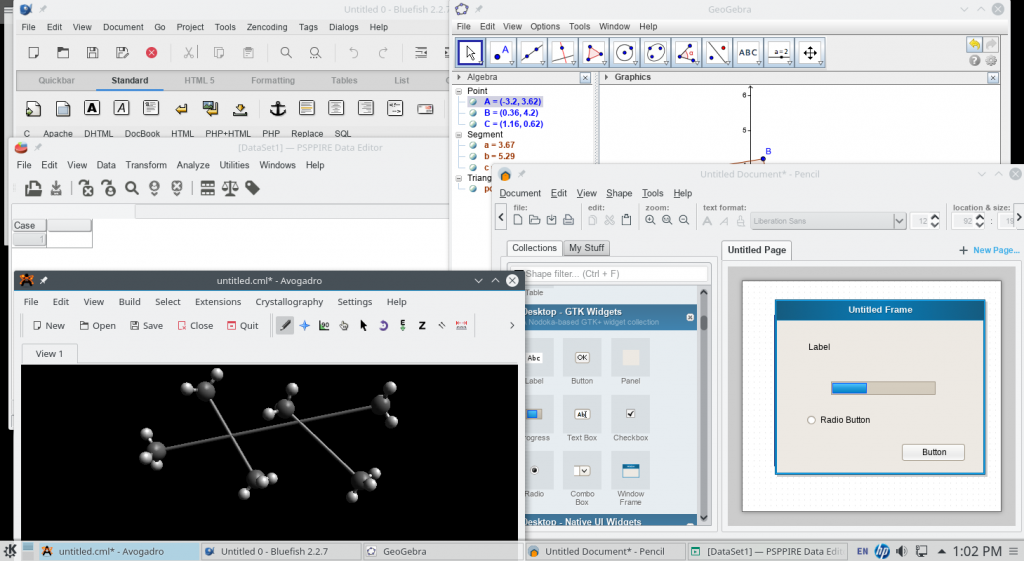 Untitled 0 - Bluefish 2.2.7
File Edit View Document Go Project Tools Zencoding Tags Dialogs Help
Quickbar Standard HTML 5 Formatting Tables List
C Apache DHTML DocBook HTML PHP+HTML PHP Replace SQL
GeoGebra
File Edit View Options Tools Window Help
A ABC a = 2
Algebra
Graphics
Point
A = (-3.2, 3.62)
B = (0.36, 4.2)
C = (1.16, 0.62)
Segment
a = 3.67
b = 5.29
c
Triang
po
6
5
B
[DataSet1] — PSPPIRE Data Editor
File Edit View Data Transform Analyze Utilities Windows Help
Case
1
Untitled Document* - Pencil
Document Edit View Shape Tools Help
file: edit: zoom: text format: location & size:
Liberation Sans 12 92 :
Collections My Stuff
Shape filter... (Ctrl + F)
Table
Desktop - GTK Widgets
Nodoka-based GTK+ widget collection
Abc OK
Label Button Panel
Ab
Progress Text Box Checkbox
Radio Combo Box Window Frame
Desktop - Native UI Widgets
Untitled Page
New Page...
Untitled Frame
Label
Radio Button
Button
untitled.cml* - Avogadro
File Edit View Build Select Extensions Crystallography Settings Help
New Open Save Close Quit E Z
View 1
untitled.cml* - Avogadro Untitled 0 - Bluefish 2.2.7 GeoGebra Untitled Document* - Pencil [DataSet1] — PSPPIRE Data Edi EN hp 1:02 PM